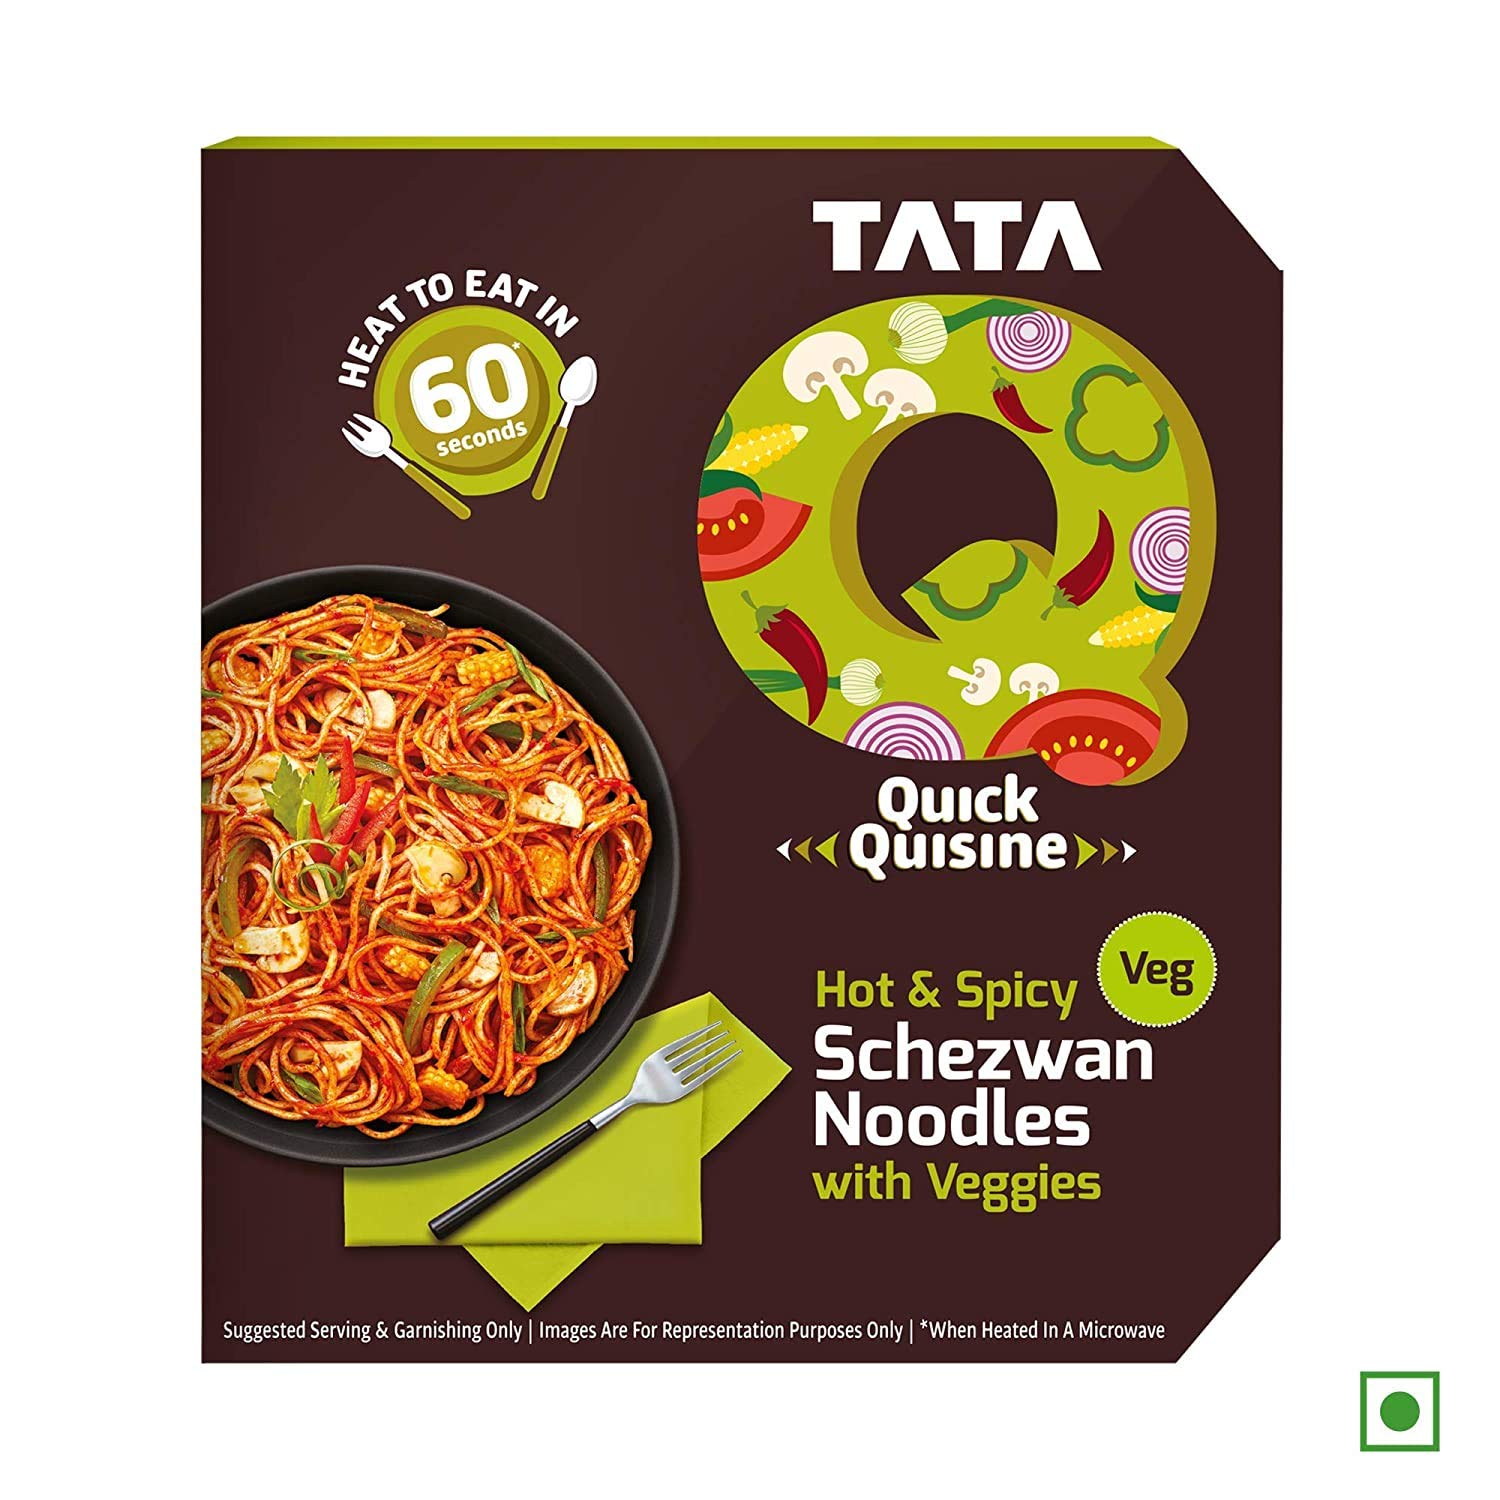 TATA
HEAT TO EAT IN
60*
seconds
Quick
Quisine
Veg
Hot & Spicy
Schezwan
Noodles
with Veggies
Suggested Serving & Garnishing Only | Images Are For Representation Purposes Only | *When Heated In A Microwave